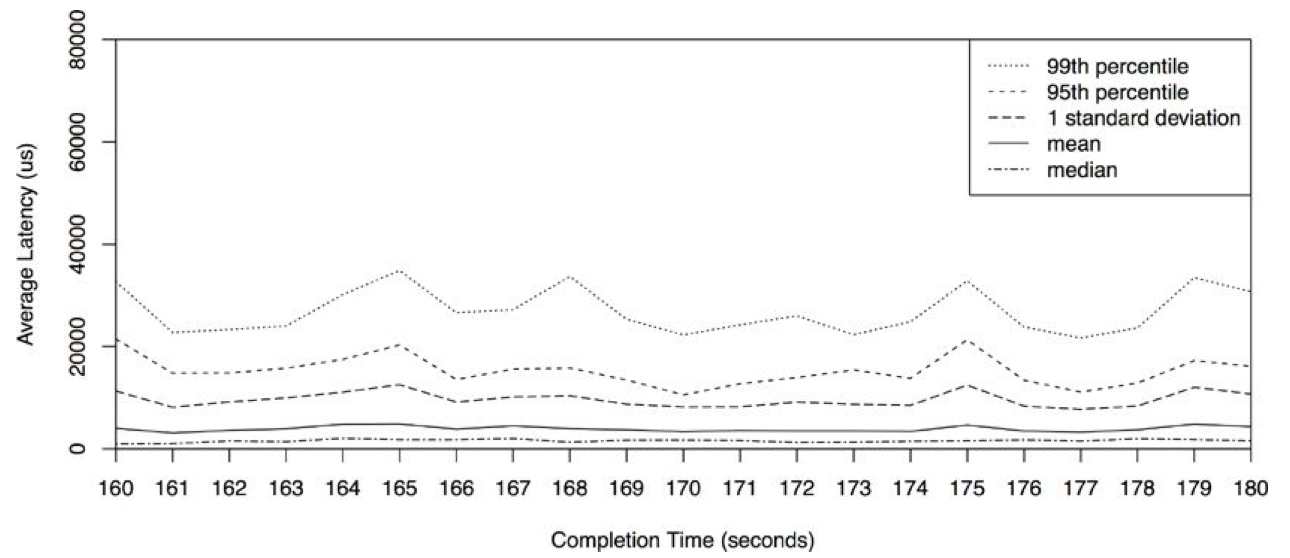 80000
60000
40000
20000
0
Average Latency (us)
99th percentile
95th percentile
1 standard deviation
mean
median
160 161 162 163 164 165 166 167 168 169 170 171 172 173 174 175 176 177 178 179 180
Completion Time (seconds)